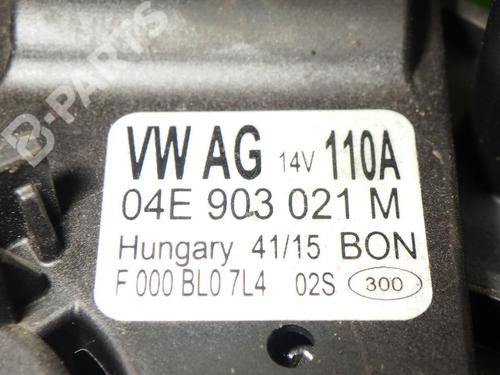 B-PARTS
VW AG 14V 110A
04E 903 021 M
Hungary 41/15 BON
F 000 BL0 7L4 02S 300